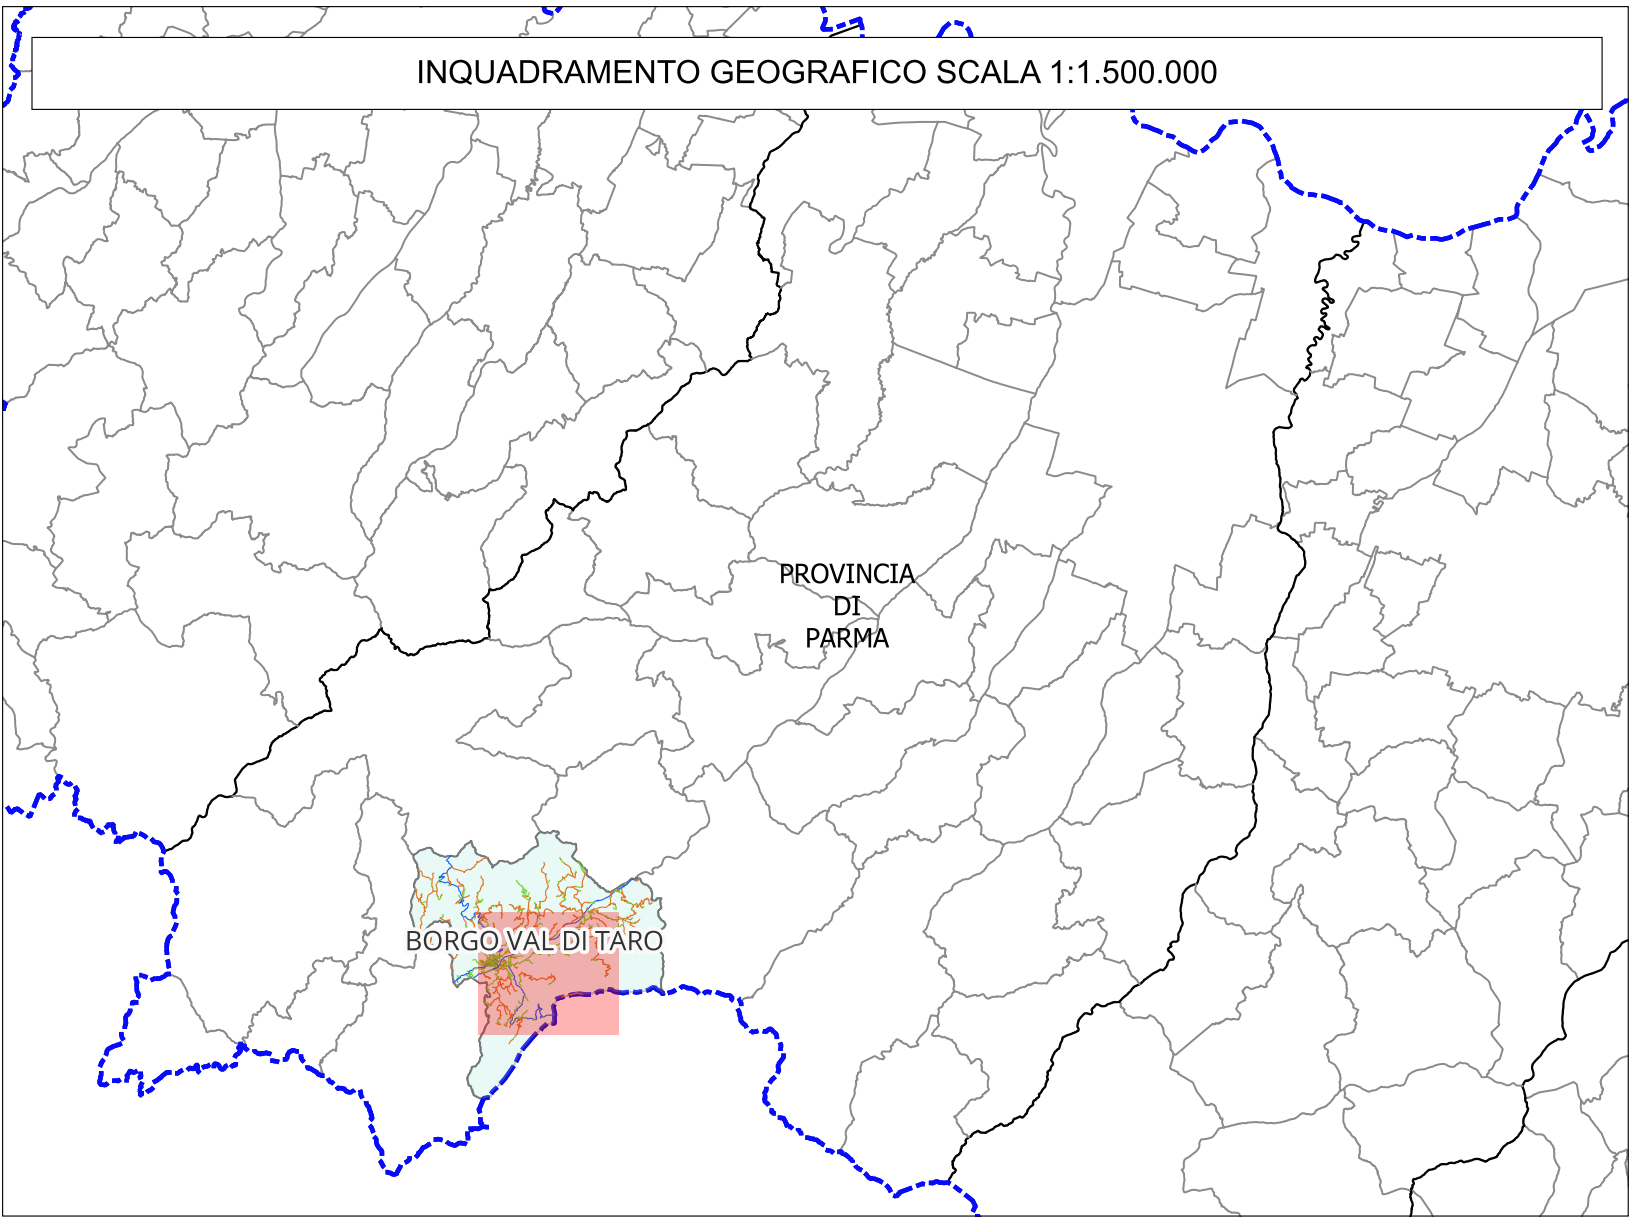 INQUADRAMENTO GEOGRAFICO SCALA 1:1.500.000
PROVINCIA
DI
PARMA
BORGO VAL DI TARO